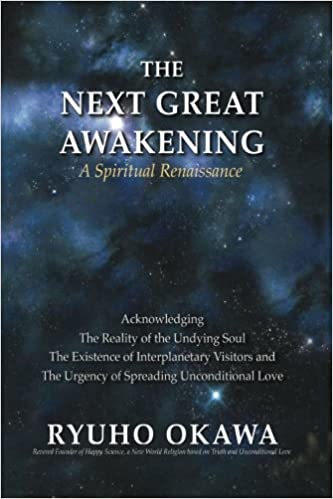 THE
NEXT GREAT
AWAKENING
A Spiritual Renaissance
Acknowledging
The Reality of the Undying Soul
The Existence of Interplanetary Visitors and
The Urgency of Spreading Unconditional Love
RYUHO OKAWA
Revered Founder of Happy Science, a New World Religion based on Truth and Unconditional Love